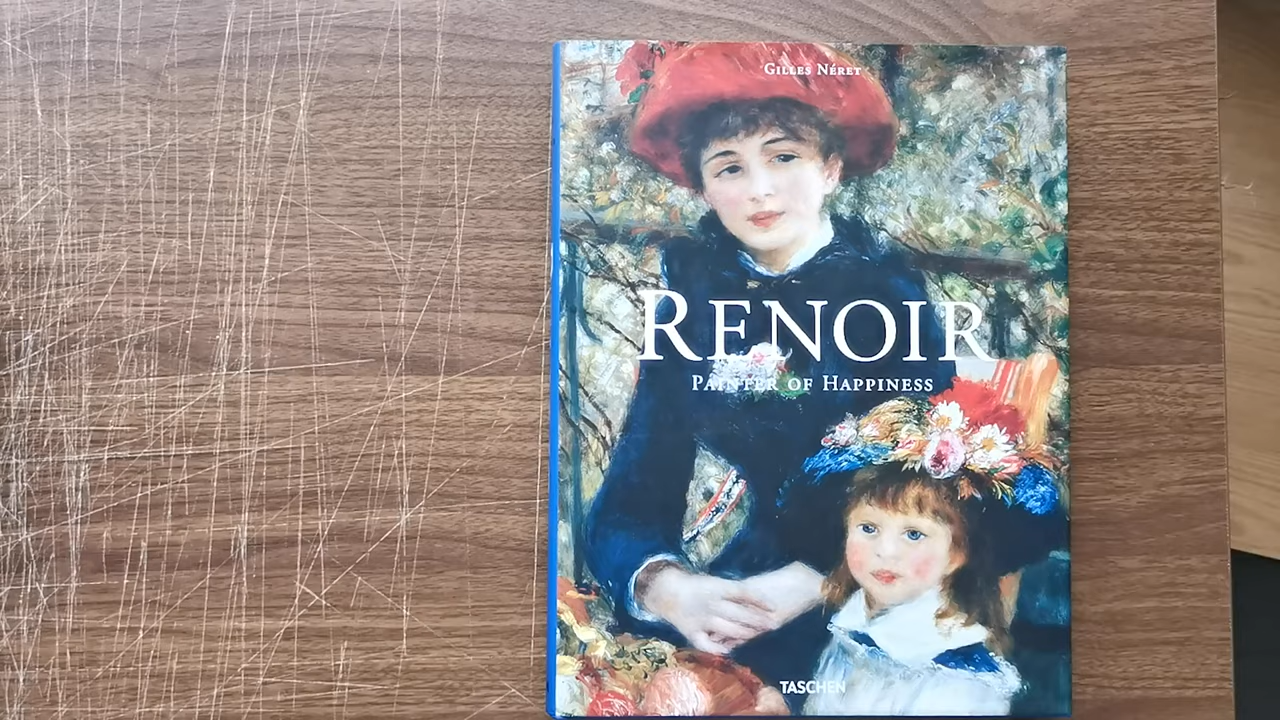 GILLES NÉRET
RENOIR
PAINTER OF HAPPINESS
TASCHEN